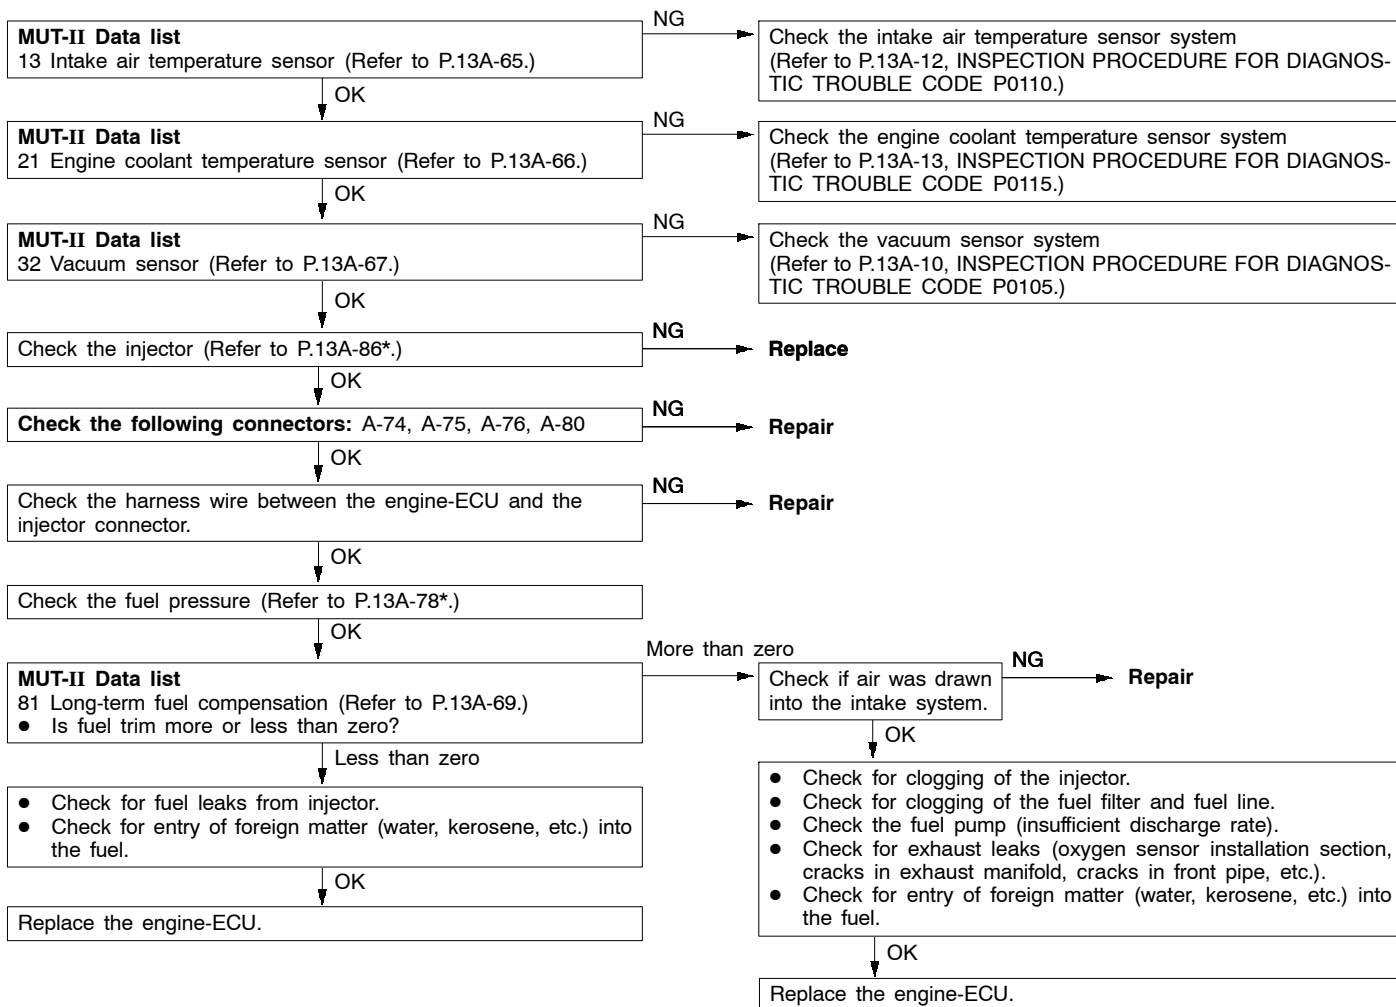 MUT-II Data list
13 Intake air temperature sensor (Refer to P.13A-65.)
NG
Check the intake air temperature sensor system
(Refer to P.13A-12, INSPECTION PROCEDURE FOR DIAGNOS-
TIC TROUBLE CODE P0110.)
OK
MUT-II Data list
21 Engine coolant temperature sensor (Refer to P.13A-66.)
NG
Check the engine coolant temperature sensor system
(Refer to P.13A-13, INSPECTION PROCEDURE FOR DIAGNOS-
TIC TROUBLE CODE P0115.)
OK
MUT-II Data list
32 Vacuum sensor (Refer to P.13A-67.)
NG
Check the vacuum sensor system
(Refer to P.13A-10, INSPECTION PROCEDURE FOR DIAGNOS-
TIC TROUBLE CODE P0105.)
OK
Check the injector (Refer to P.13A-86*.)
NG
Replace
OK
Check the following connectors: A-74, A-75, A-76, A-80
NG
Repair
OK
Check the harness wire between the engine-ECU and the
injector connector.
NG
Repair
OK
Check the fuel pressure (Refer to P.13A-78*.)
OK
MUT-II Data list
81 Long-term fuel compensation (Refer to P.13A-69.)
● Is fuel trim more or less than zero?
More than zero
Check if air was drawn
into the intake system.
NG
Repair
OK
Less than zero
● Check for fuel leaks from injector.
● Check for entry of foreign matter (water, kerosene, etc.) into
the fuel.
OK
Replace the engine-ECU.
● Check for clogging of the injector.
● Check for clogging of the fuel filter and fuel line.
● Check the fuel pump (insufficient discharge rate).
● Check for exhaust leaks (oxygen sensor installation section,
cracks in exhaust manifold, cracks in front pipe, etc.).
● Check for entry of foreign matter (water, kerosene, etc.) into
the fuel.
OK
Replace the engine-ECU.